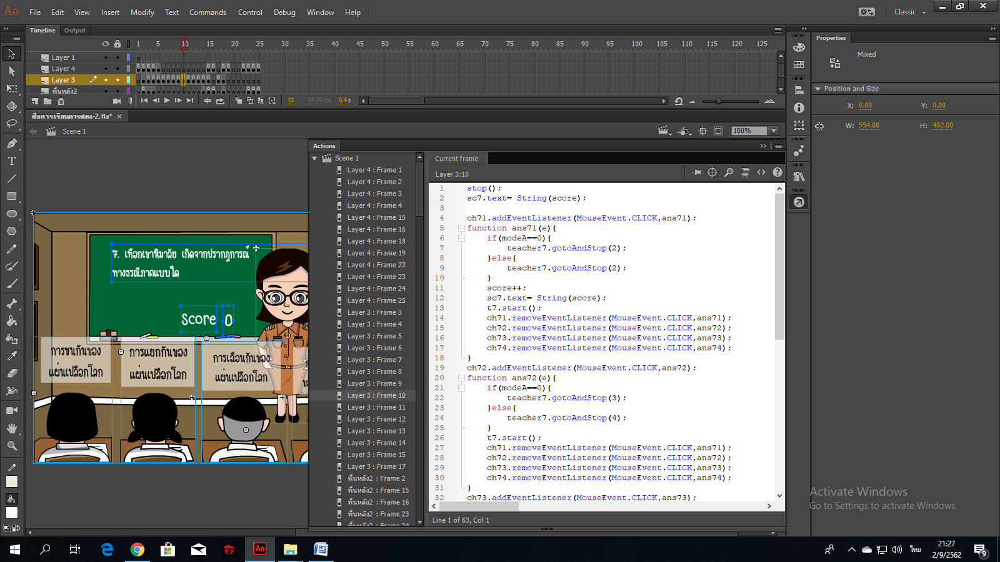 An File Edit View Insert Modify Text Commands Control Debug Window Help Classic
Timeline Output
1 5 10 15 20 25 30 35 40 45 50 55 60 65 70 75 80 85 90 95 100 105 110 115 120 125
Layer 1
Layer 4
Layer 3
พื้นหลัง2
10 24.00 fps 0.4 s
สื่อการเรียนการสอน-2.fla* ×
Scene 1
100%
7. เทือกเขาหิมาลัย เกิดจากปรากฏการณ์
ทางธรณีภาคแบบใด
Score 0
การชนกันของ
แผ่นเปลือกโลก
การแยกกันของ
แผ่นเปลือกโลก
การเฉือนกันของ
แผ่นเปลือกโลก
Actions
Scene 1
Layer 4 : Frame 1
Layer 4 : Frame 2
Layer 4 : Frame 3
Layer 4 : Frame 4
Layer 4 : Frame 15
Layer 4 : Frame 16
Layer 4 : Frame 18
Layer 4 : Frame 19
Layer 4 : Frame 22
Layer 4 : Frame 23
Layer 4 : Frame 24
Layer 4 : Frame 25
Layer 3 : Frame 3
Layer 3 : Frame 4
Layer 3 : Frame 5
Layer 3 : Frame 6
Layer 3 : Frame 7
Layer 3 : Frame 8
Layer 3 : Frame 9
Layer 3 : Frame 10
Layer 3 : Frame 11
Layer 3 : Frame 12
Layer 3 : Frame 13
Layer 3 : Frame 14
Layer 3 : Frame 15
Layer 3 : Frame 17
พื้นหลัง2 : Frame 2
พื้นหลัง2 : Frame 15
พื้นหลัง2 : Frame 16
พื้นหลัง2 : Frame 23
พื้นหลัง2 : Frame 24
Current frame
Layer 3:10
1 stop();
2 sc7.text= String(score);
3
4 ch71.addEventListener(MouseEvent.CLICK,ans71);
5 function ans71(e){
6 if(modeA==0){
7 teacher7.gotoAndStop(2);
8 }else{
9 teacher7.gotoAndStop(2);
10 }
11 score++;
12 sc7.text= String(score);
13 t7.start();
14 ch71.removeEventListener(MouseEvent.CLICK,ans71);
15 ch72.removeEventListener(MouseEvent.CLICK,ans72);
16 ch73.removeEventListener(MouseEvent.CLICK,ans73);
17 ch74.removeEventListener(MouseEvent.CLICK,ans74);
18 }
19 ch72.addEventListener(MouseEvent.CLICK,ans72);
20 function ans72(e){
21 if(modeA==0){
22 teacher7.gotoAndStop(3);
23 }else{
24 teacher7.gotoAndStop(4);
25 }
26 t7.start();
27 ch71.removeEventListener(MouseEvent.CLICK,ans71);
28 ch72.removeEventListener(MouseEvent.CLICK,ans72);
29 ch73.removeEventListener(MouseEvent.CLICK,ans73);
30 ch74.removeEventListener(MouseEvent.CLICK,ans74);
31 }
32 ch73.addEventListener(MouseEvent.CLICK,ans73);
Line 1 of 63, Col 1
Properties
Mixed
Position and Size
X: 0.00 Y: 0.00
W: 554.00 H: 402.00
Activate Windows
Go to Settings to activate Windows.
An
ไทย
21:27
2/9/2562
9